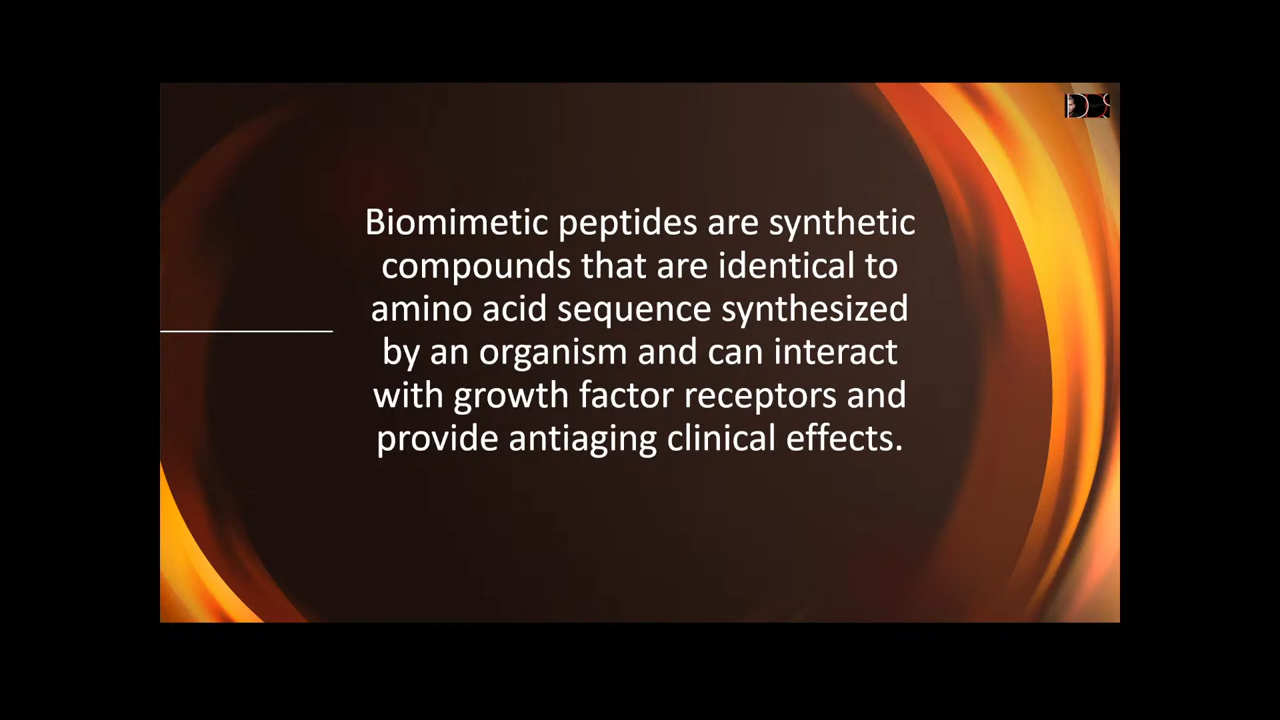 Biomimetic peptides are synthetic
compounds that are identical to
amino acid sequence synthesized
by an organism and can interact
with growth factor receptors and
provide antiaging clinical effects.